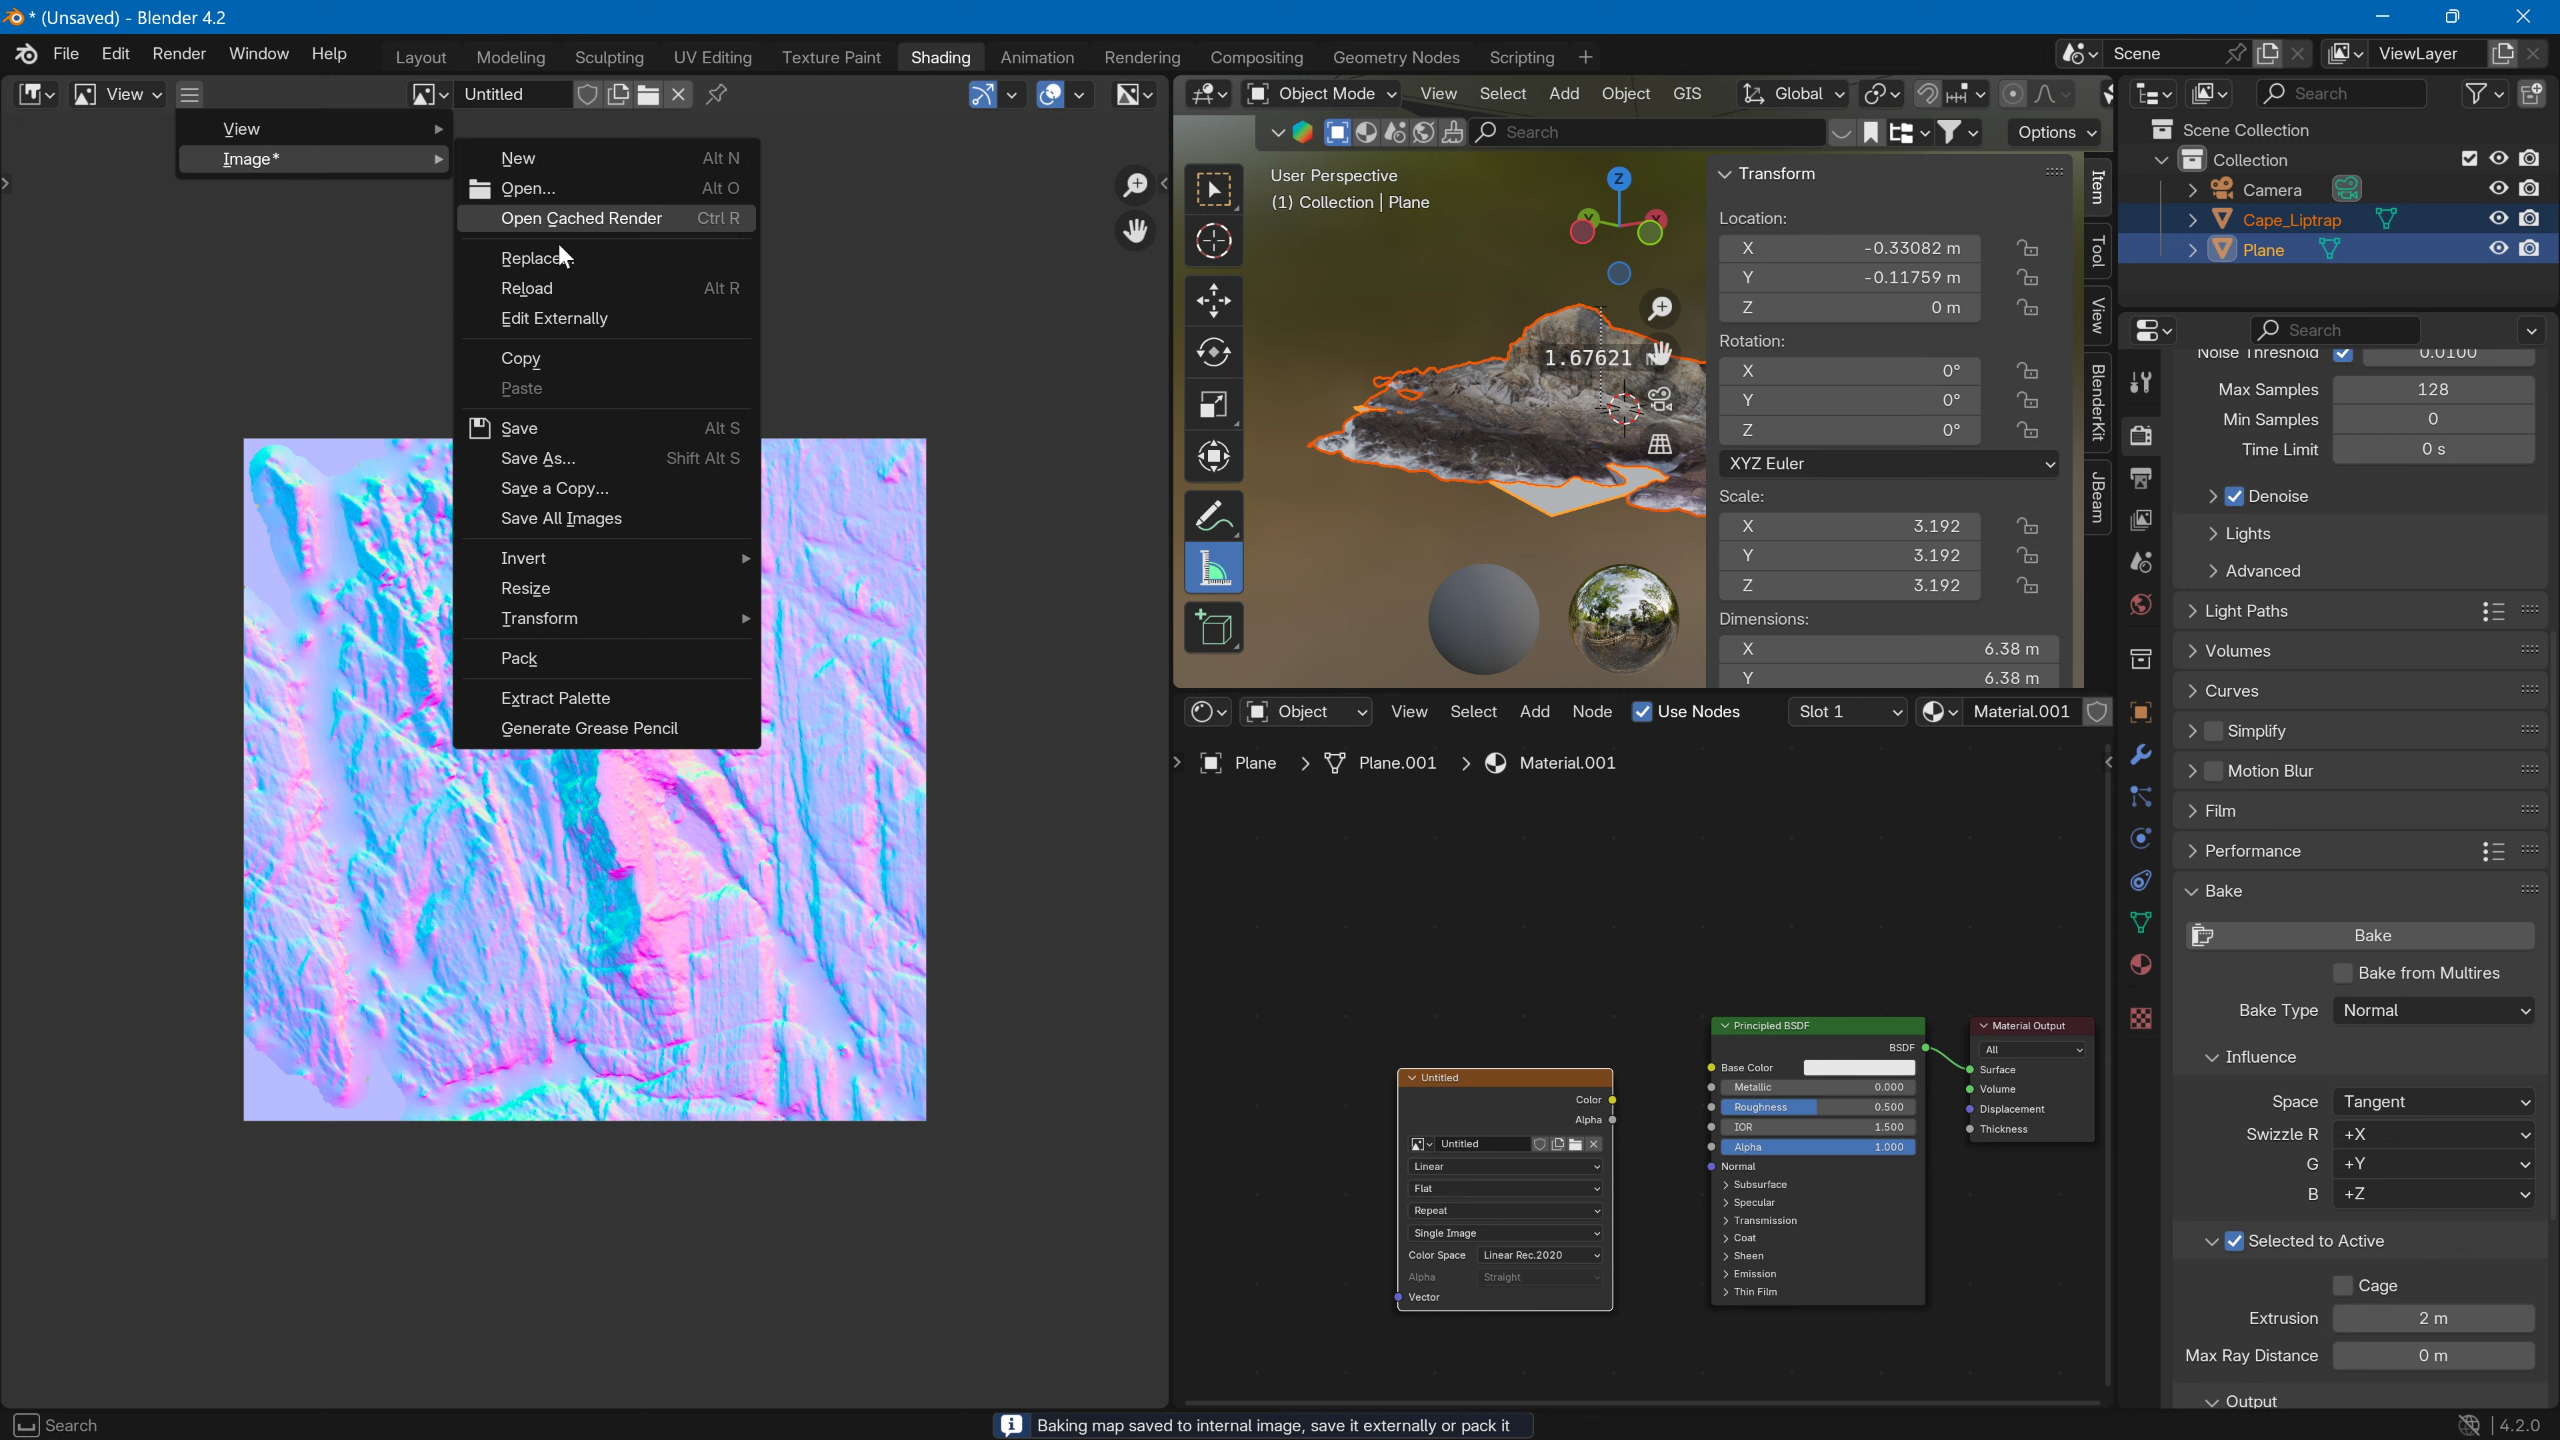 * (Unsaved) - Blender 4.2
File Edit Render Window Help
Layout Modeling Sculpting UV Editing Texture Paint Shading Animation Rendering Compositing Geometry Nodes Scripting +
Scene
ViewLayer
View
Untitled
View
Image*
New Alt N
Open... Alt O
Open Cached Render Ctrl R
Replace...
Reload Alt R
Edit Externally
Copy
Paste
Save Alt S
Save As... Shift Alt S
Save a Copy...
Save All Images
Invert
Resize
Transform
Pack
Extract Palette
Generate Grease Pencil
Object Mode View Select Add Object GIS Global
Search
Options
User Perspective
(1) Collection | Plane
Z
Y
X
1.67621
Transform
Location:
X -0.33082 m
Y -0.11759 m
Z 0 m
Rotation:
X 0°
Y 0°
Z 0°
XYZ Euler
Scale:
X 3.192
Y 3.192
Z 3.192
Dimensions:
X 6.38 m
Y 6.38 m
Item
Tool
View
BlenderKit
JBeam
Object View Select Add Node Use Nodes Slot 1 Material.001
Plane > Plane.001 > Material.001
Untitled
Color
Alpha
Untitled
Linear
Flat
Repeat
Single Image
Color Space Linear Rec.2020
Alpha Straight
Vector
Principled BSDF
BSDF
Base Color
Metallic 0.000
Roughness 0.500
IOR 1.500
Alpha 1.000
Normal
Subsurface
Specular
Transmission
Coat
Sheen
Emission
Thin Film
Material Output
All
Surface
Volume
Displacement
Thickness
Search
Scene Collection
Collection
Camera
Cape_Liptrap
Plane
Search
Noise Threshold 0.0100
Max Samples 128
Min Samples 0
Time Limit 0 s
Denoise
Lights
Advanced
Light Paths
Volumes
Curves
Simplify
Motion Blur
Film
Performance
Bake
Bake
Bake from Multires
Bake Type Normal
Influence
Space Tangent
Swizzle R +X
G +Y
B +Z
Selected to Active
Cage
Extrusion 2 m
Max Ray Distance 0 m
Output
Search
Baking map saved to internal image, save it externally or pack it
4.2.0